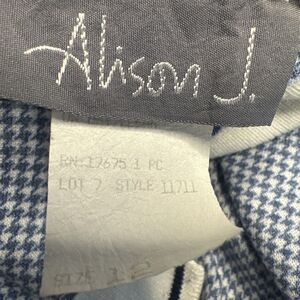 Alison J.
RN: 17675 1 PC
LOT 7 STYLE 11711
SIZE 12